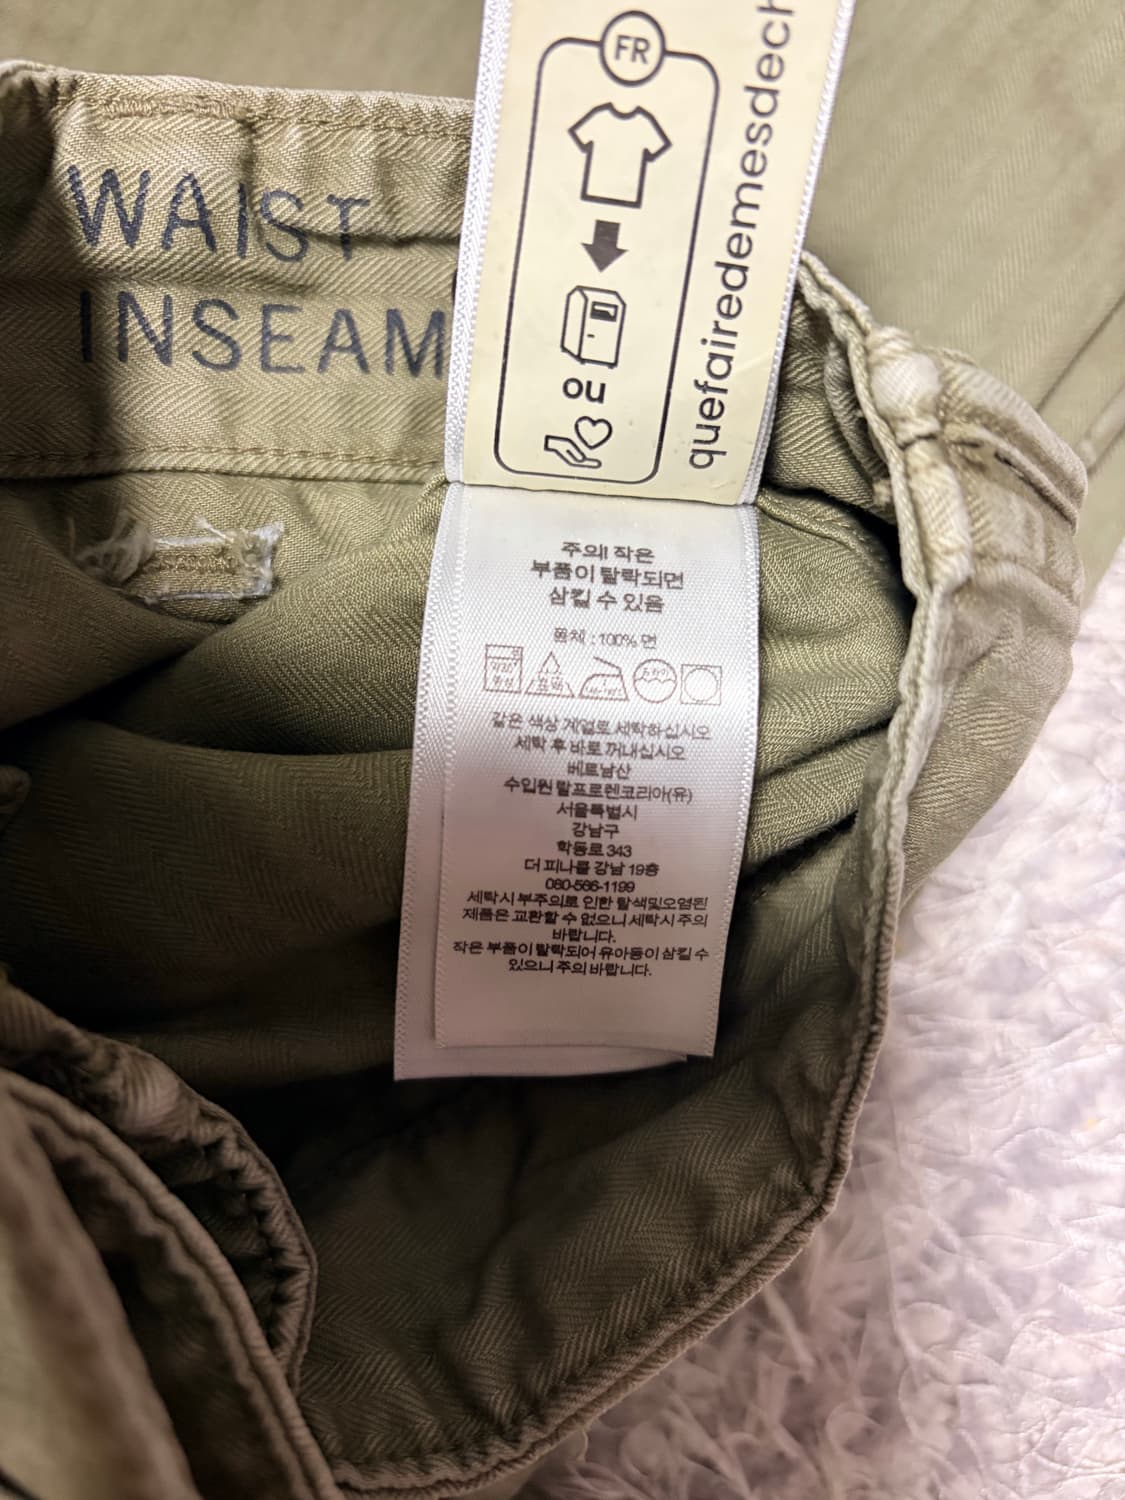 WAIST
INSEAM
FR
ou
quefairedemesdech
주의! 작은
부품이 탈락되면
삼킬 수 있음
몸체 : 100% 면
같은 색상 계열로 세탁하십시오
세탁 후 바로 꺼내십시오
베트남산
수입원 랄프로렌코리아(유)
서울특별시
강남구
학동로 343
더 피나클 강남 19층
080-566-1199
세탁시 부주의로 인한 탈색및오염된
제품은 교환할 수 없으니 세탁시 주의
바랍니다.
작은 부품이 탈락되어 유아동이 삼킬 수
있으니 주의 바랍니다.